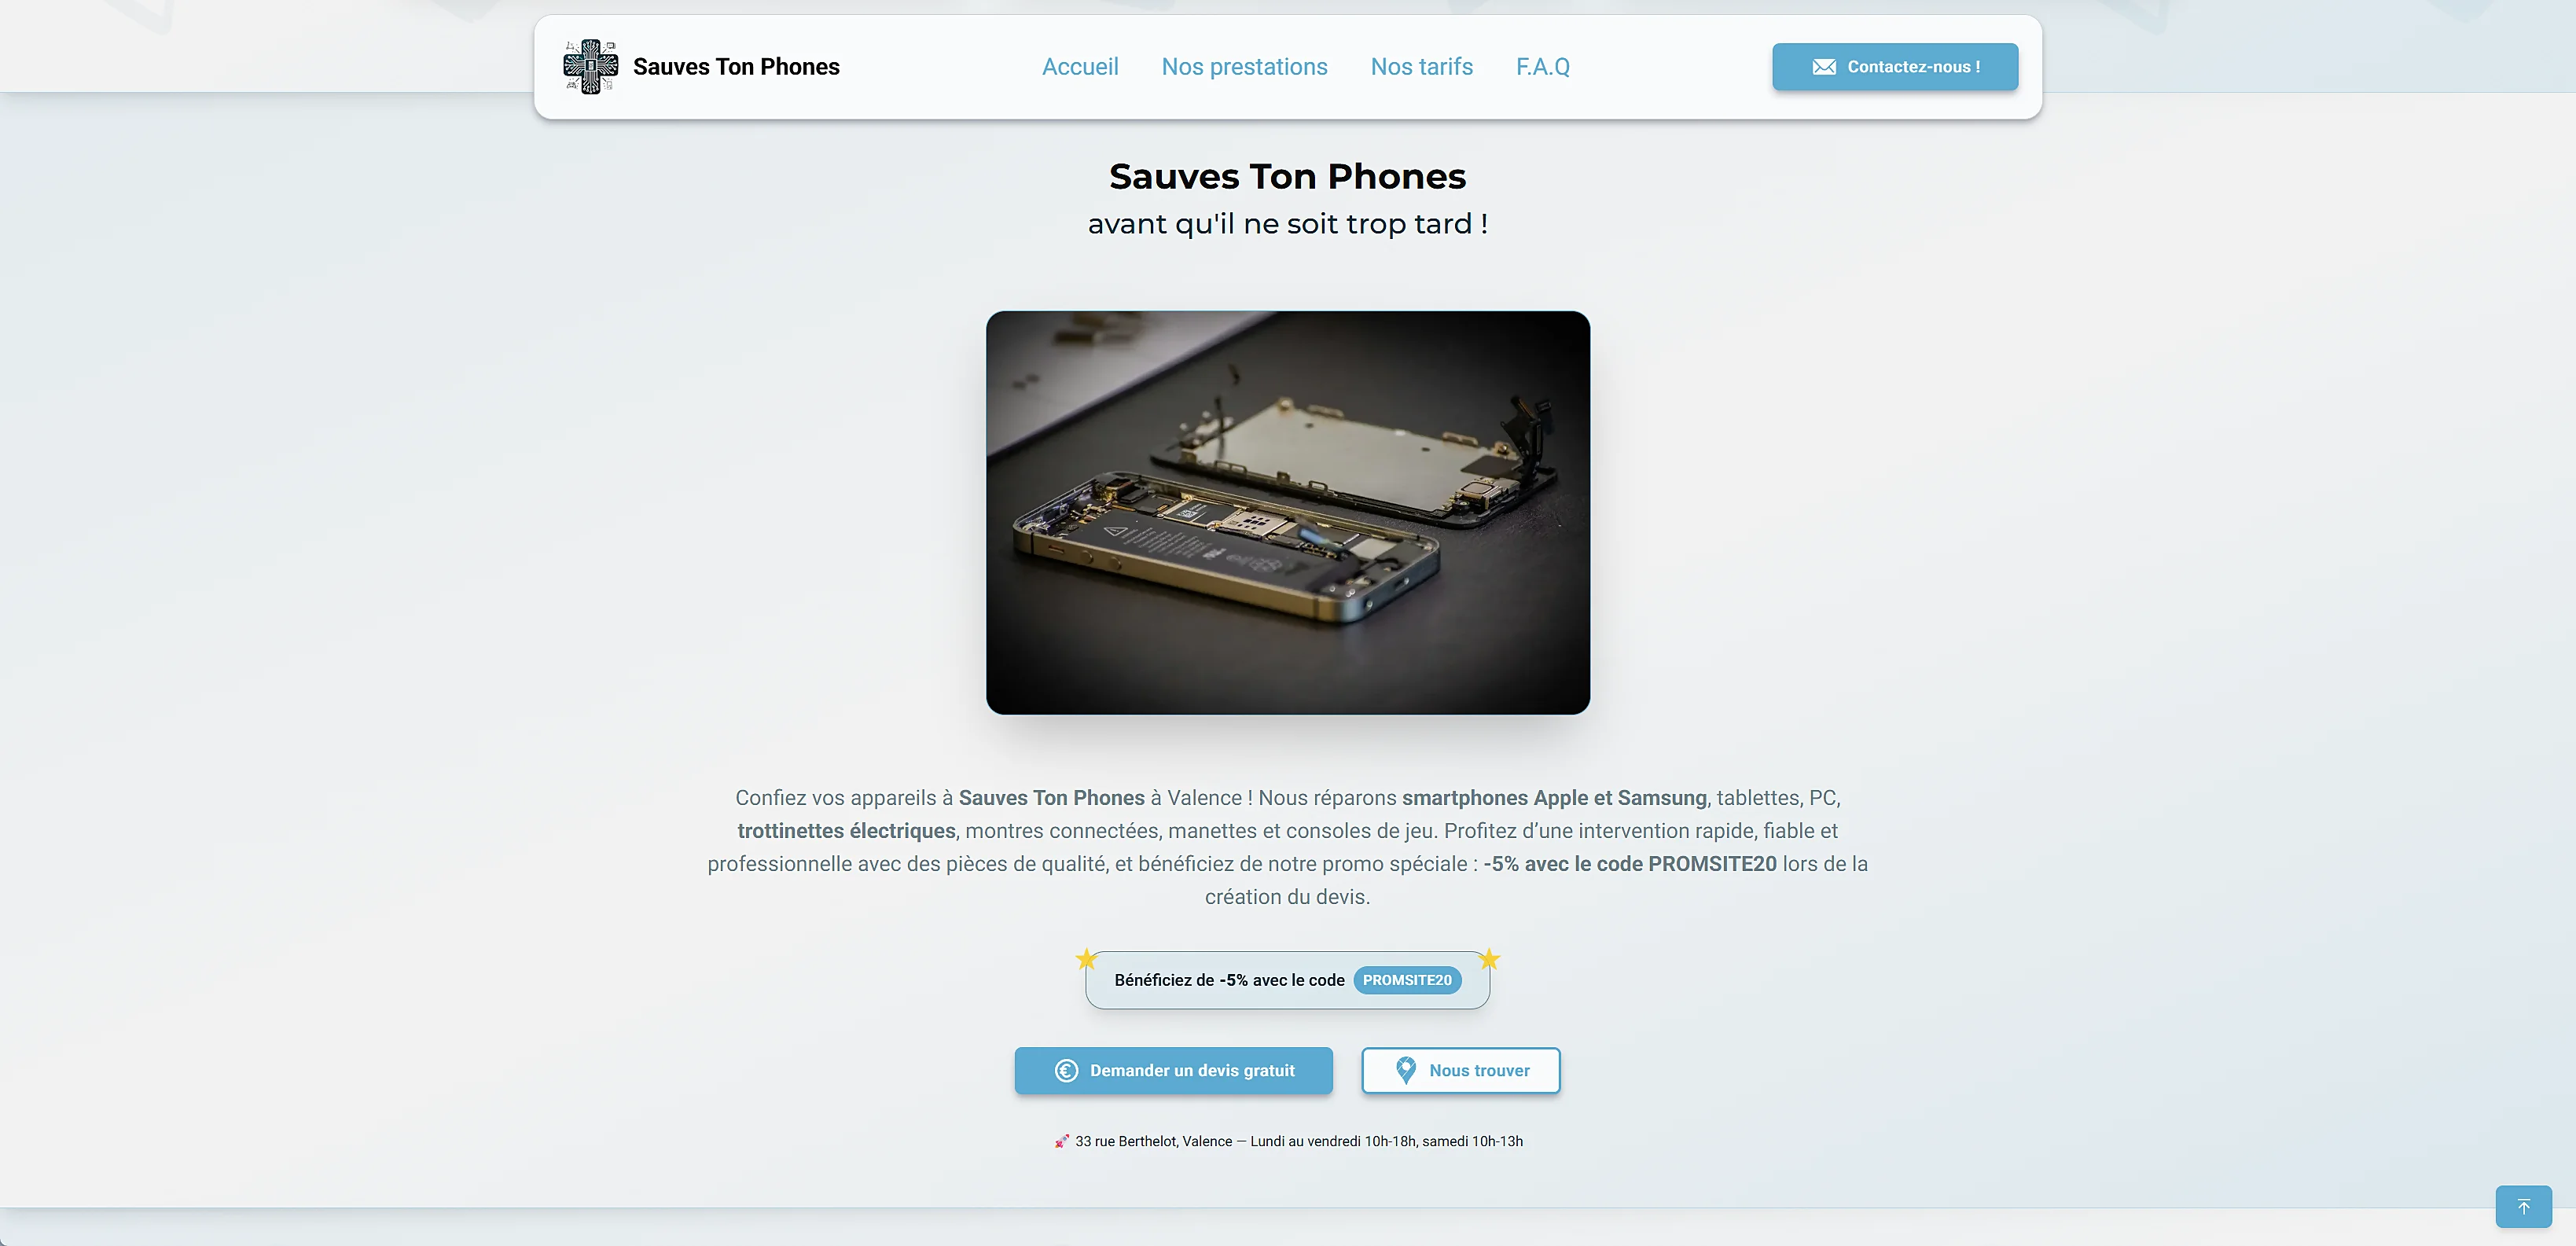 Sauves Ton Phones
Accueil
Nos prestations
Nos tarifs
F.A.Q
Contactez-nous !
Sauves Ton Phones
avant qu'il ne soit trop tard !
Confiez vos appareils à Sauves Ton Phones à Valence ! Nous réparons smartphones Apple et Samsung, tablettes, PC,
trottinettes électriques, montres connectées, manettes et consoles de jeu. Profitez d’une intervention rapide, fiable et
professionnelle avec des pièces de qualité, et bénéficiez de notre promo spéciale : -5% avec le code PROMSITE20 lors de la
création du devis.
Bénéficiez de -5% avec le code PROMSITE20
Demander un devis gratuit
Nous trouver
🚀 33 rue Berthelot, Valence — Lundi au vendredi 10h-18h, samedi 10h-13h